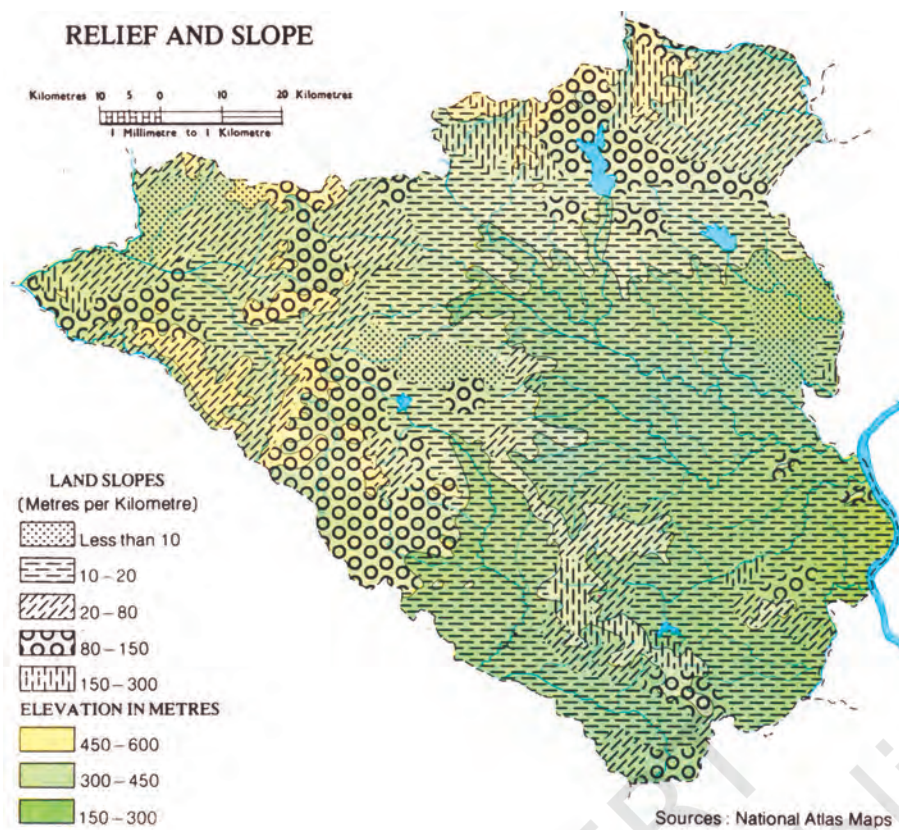 RELIEF AND SLOPE
Kilometres 10 5 0 10 20 Kilometres
1 Millimetre to 1 Kilometre
LAND SLOPES
(Metres per Kilometre)
Less than 10
10 – 20
20 – 80
80 – 150
150 – 300
ELEVATION IN METRES
450 – 600
300 – 450
150 – 300
Sources : National Atlas Maps